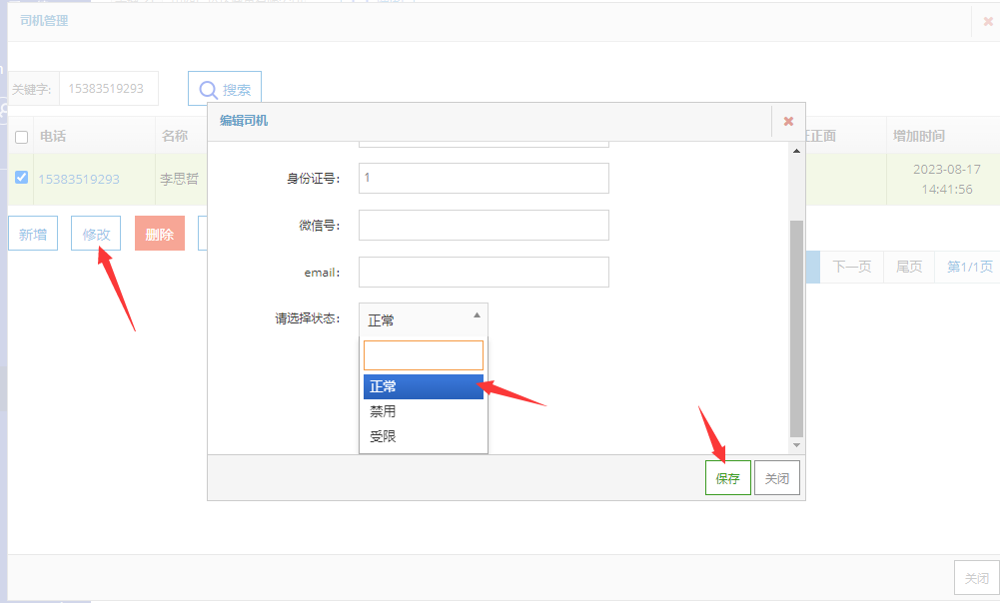 司机管理
关键字:
15383519293
搜索
编辑司机
电话
名称
正面
增加时间
15383519293
李思哲
2023-08-17
14:41:56
身份证号:
1
微信号:
email:
请选择状态:
正常
正常
禁用
受限
新增
修改
删除
下一页
尾页
第1/1页
保存
关闭
关闭